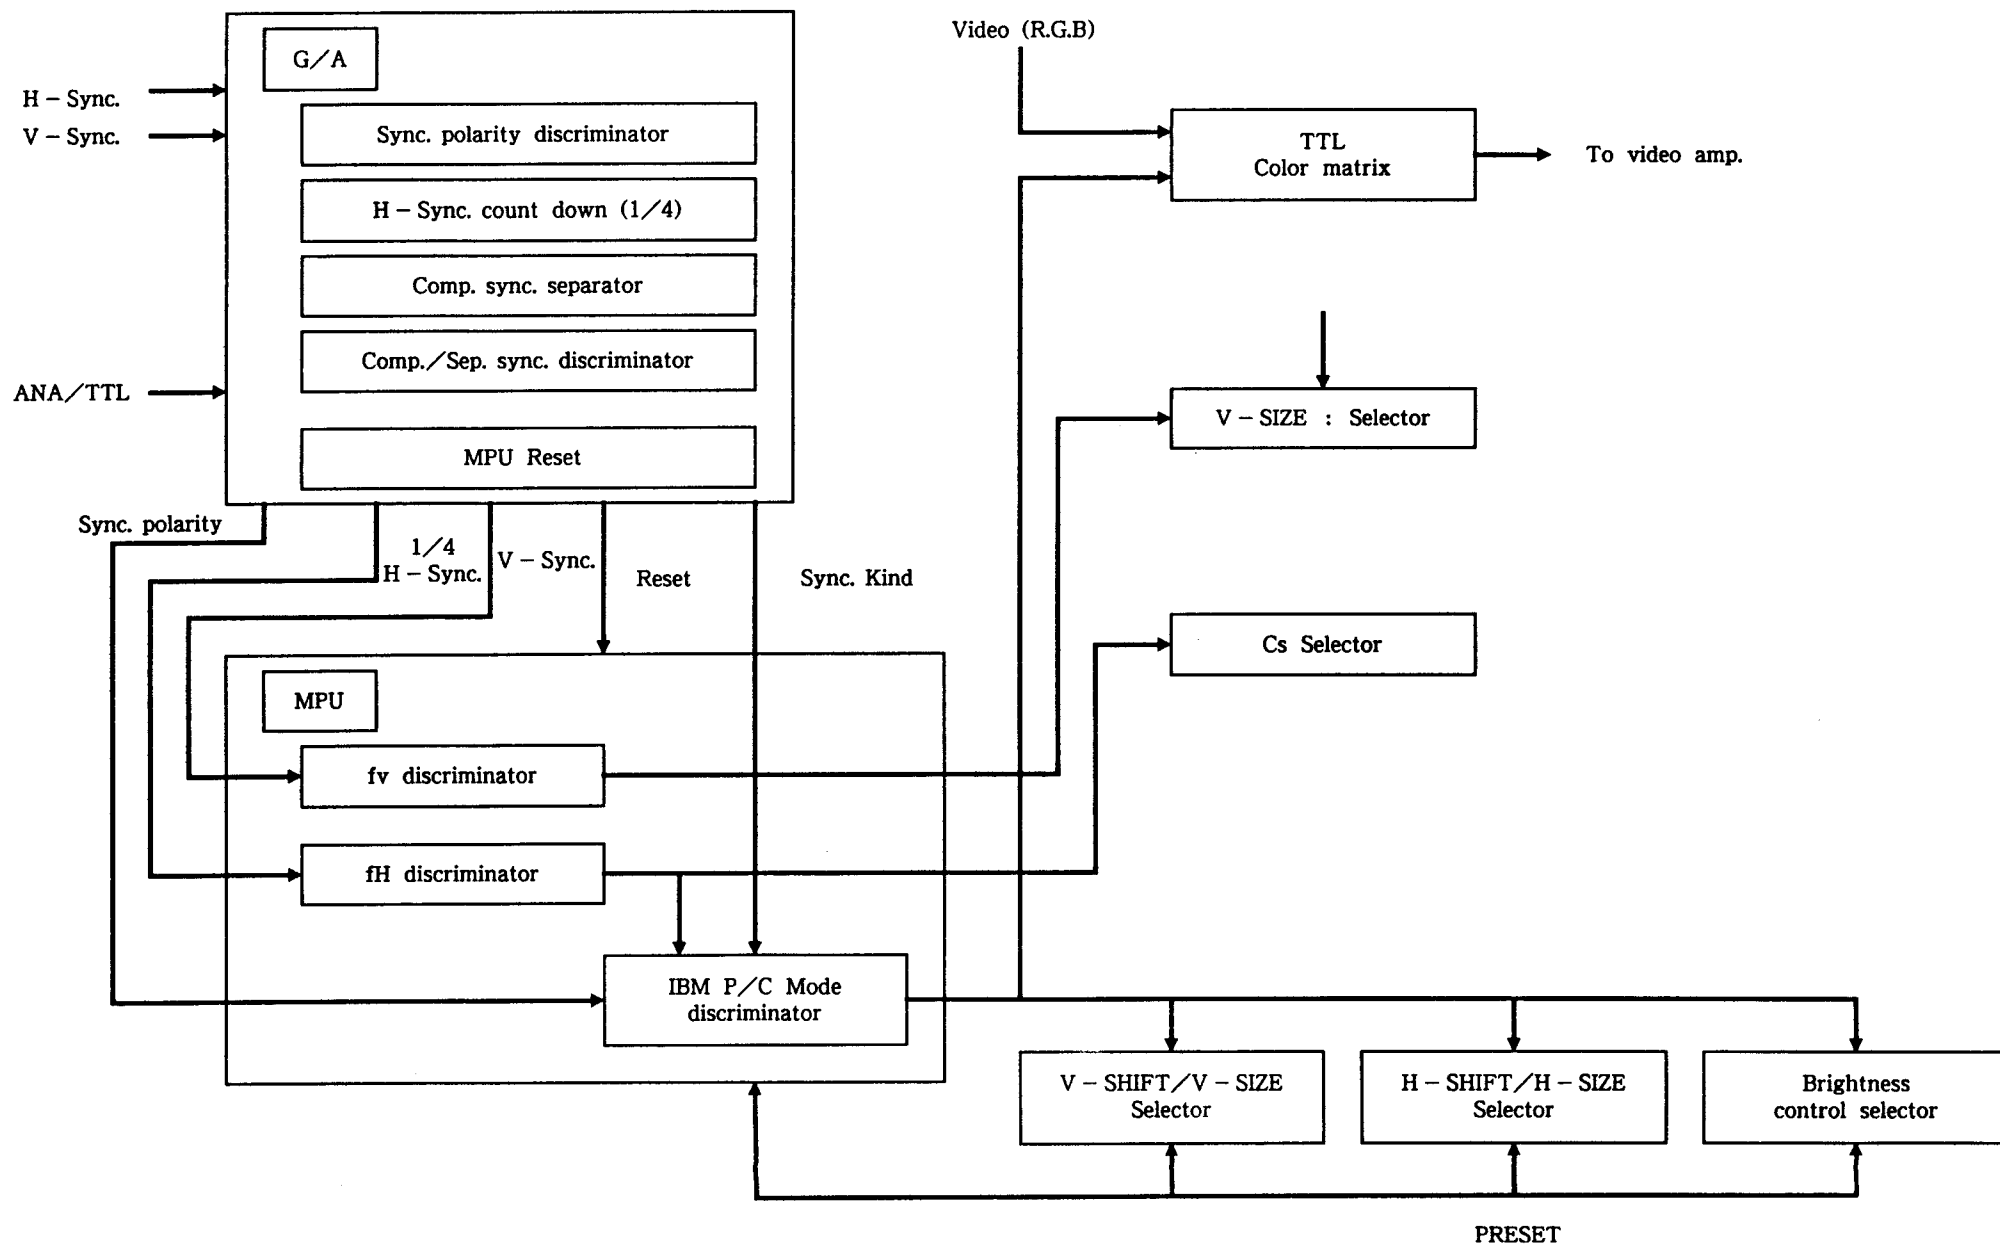 G/A
H - Sync.
V - Sync.
Sync. polarity discriminator
H - Sync. count down (1/4)
Comp. sync. separator
Comp./Sep. sync. discriminator
ANA/TTL
MPU Reset
Video (R.G.B)
TTL
Color matrix
To video amp.
V - SIZE : Selector
Sync. polarity
1/4
H - Sync.
V - Sync.
Reset
Sync. Kind
Cs Selector
MPU
fv discriminator
fH discriminator
IBM P/C Mode
discriminator
V - SHIFT/V - SIZE
Selector
H - SHIFT/H - SIZE
Selector
Brightness
control selector
PRESET